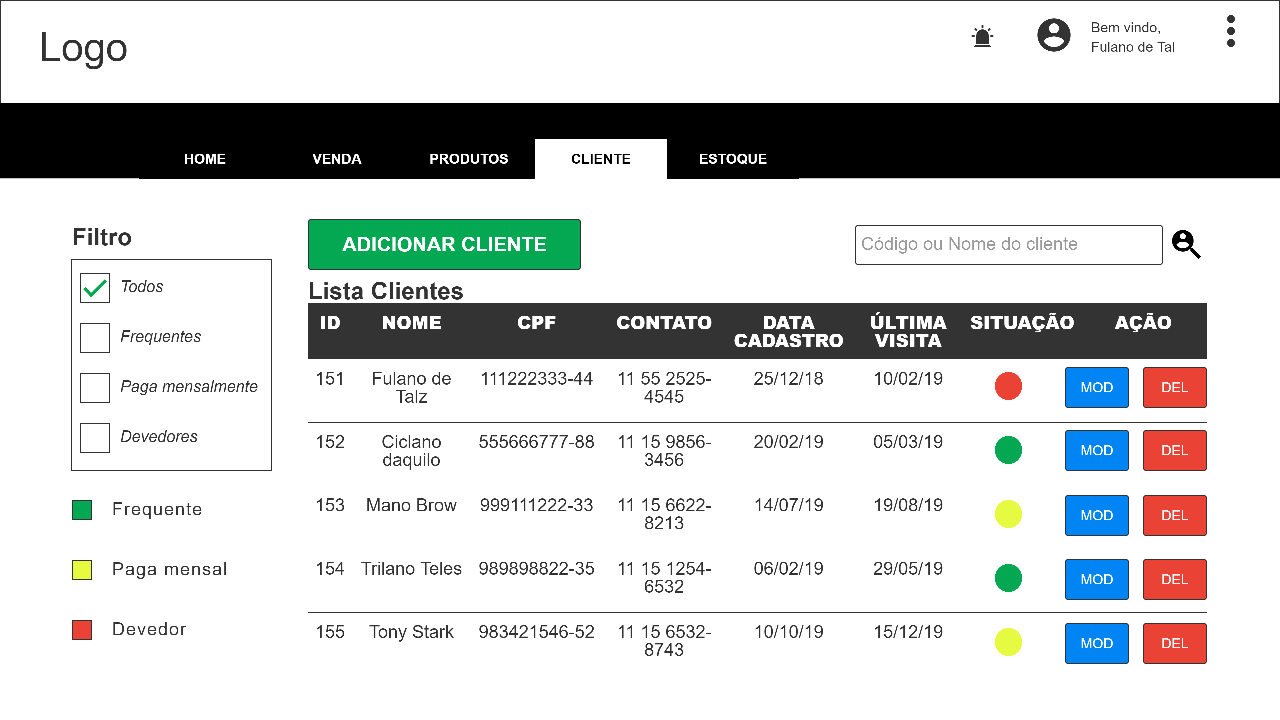 Logo
Bem vindo,
Fulano de Tal
HOME VENDA PRODUTOS CLIENTE ESTOQUE
Filtro
Todos
Frequentes
Paga mensalmente
Devedores
Frequente
Paga mensal
Devedor
ADICIONAR CLIENTE
Código ou Nome do cliente
Lista Clientes
ID NOME CPF CONTATO DATA ÚLTIMA SITUAÇÃO AÇÃO
CADASTRO VISITA
151 Fulano de 111222333-44 11 55 2525- 25/12/18 10/02/19 MOD DEL
Talz 4545
152 Ciclano 555666777-88 11 15 9856- 20/02/19 05/03/19 MOD DEL
daquilo 3456
153 Mano Brow 999111222-33 11 15 6622- 14/07/19 19/08/19 MOD DEL
8213
154 Trilano Teles 989898822-35 11 15 1254- 06/02/19 29/05/19 MOD DEL
6532
155 Tony Stark 983421546-52 11 15 6532- 10/10/19 15/12/19 MOD DEL
8743